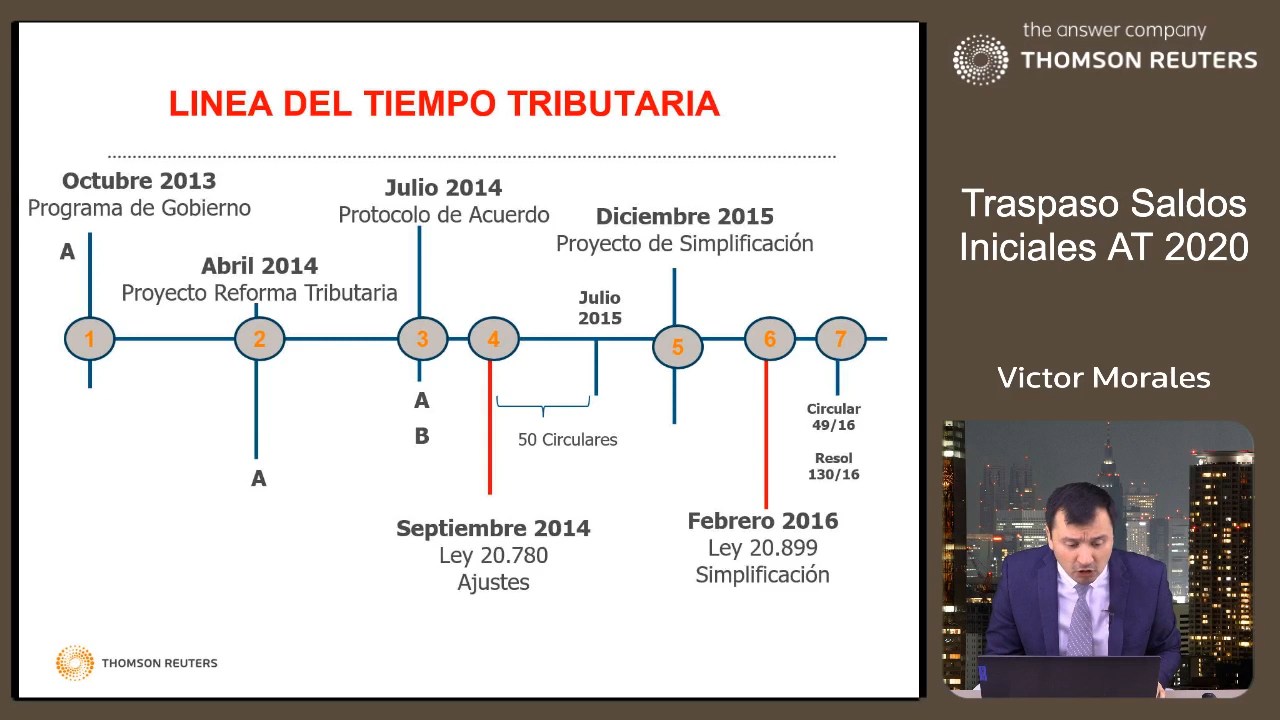 LINEA DEL TIEMPO TRIBUTARIA
Octubre 2013
Programa de Gobierno
A
Abril 2014
Proyecto Reforma Tributaria
Julio 2014
Protocolo de Acuerdo
Diciembre 2015
Proyecto de Simplificación
Julio
2015
1
2
3
4
5
6
7
A
B
50 Circulares
A
Circular
49/16
Resol
130/16
Septiembre 2014
Ley 20.780
Ajustes
Febrero 2016
Ley 20.899
Simplificación
THOMSON REUTERS
the answer company
THOMSON REUTERS
Traspaso Saldos
Iniciales AT 2020
Victor Morales